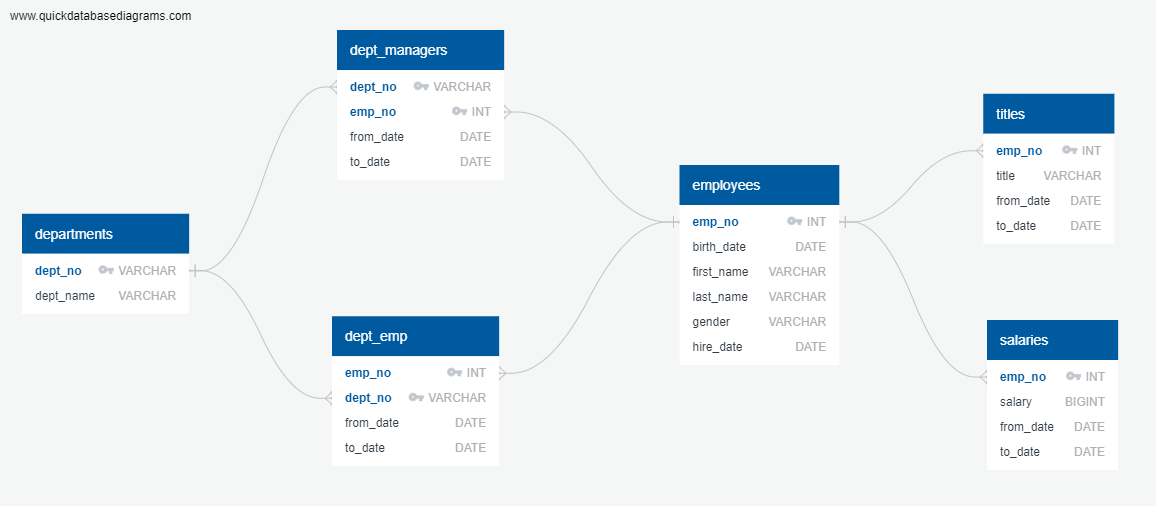 www.quickdatabasediagrams.com
dept_managers
dept_no VARCHAR
emp_no INT
from_date DATE
to_date DATE
departments
dept_no VARCHAR
dept_name VARCHAR
dept_emp
emp_no INT
dept_no VARCHAR
from_date DATE
to_date DATE
employees
emp_no INT
birth_date DATE
first_name VARCHAR
last_name VARCHAR
gender VARCHAR
hire_date DATE
titles
emp_no INT
title VARCHAR
from_date DATE
to_date DATE
salaries
emp_no INT
salary BIGINT
from_date DATE
to_date DATE